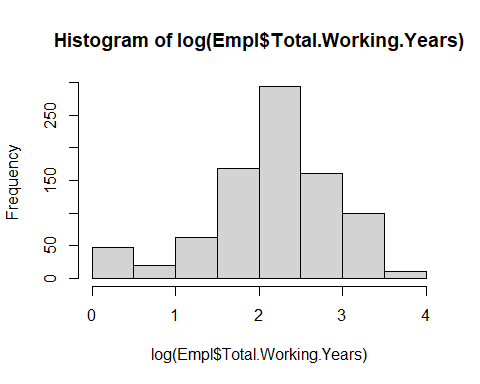 Histogram of log(Empl$Total.Working.Years)
Frequency
250
150
50
0
0 1 2 3 4
log(Empl$Total.Working.Years)